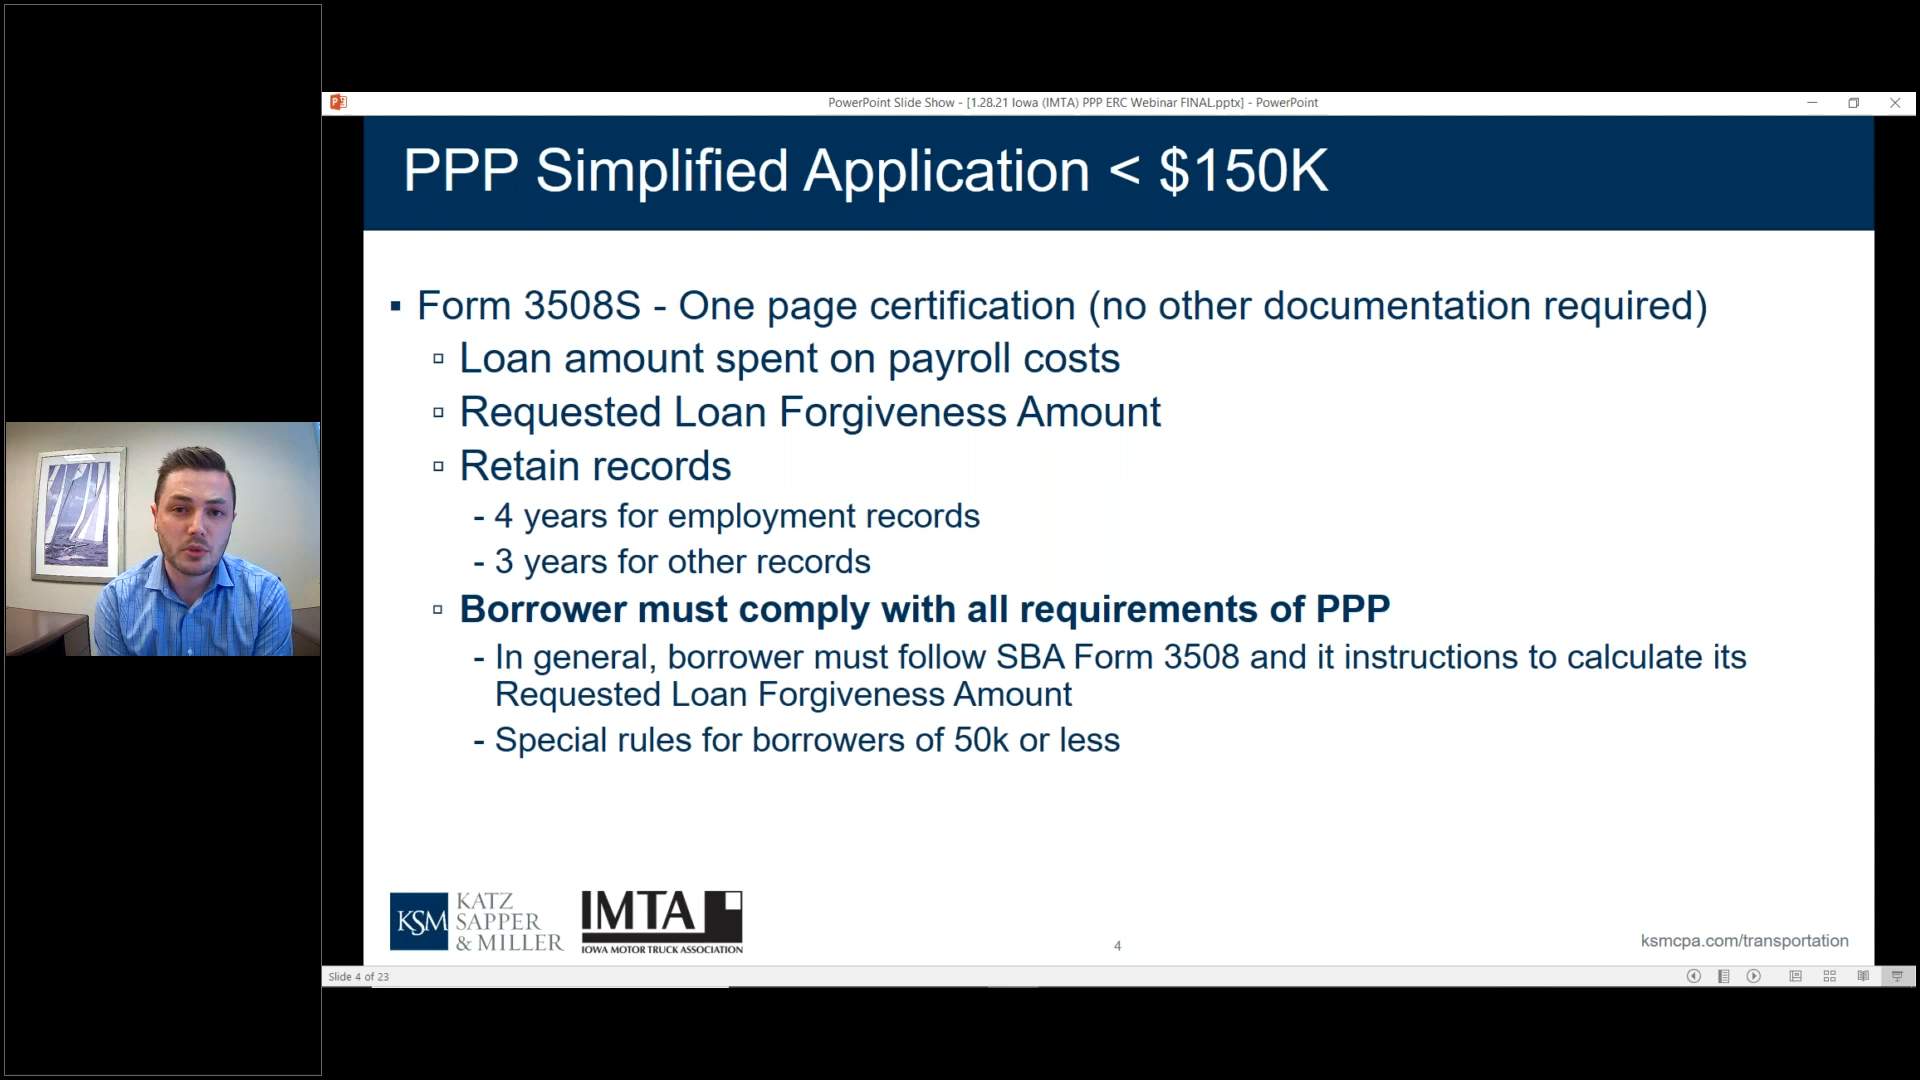 PowerPoint Slide Show - [1.28.21 Iowa (IMTA) PPP ERC Webinar FINAL.pptx] - PowerPoint
PPP Simplified Application < $150K
▪ Form 3508S - One page certification (no other documentation required)
▫ Loan amount spent on payroll costs
▫ Requested Loan Forgiveness Amount
▫ Retain records
- 4 years for employment records
- 3 years for other records
▫ Borrower must comply with all requirements of PPP
- In general, borrower must follow SBA Form 3508 and it instructions to calculate its
Requested Loan Forgiveness Amount
- Special rules for borrowers of 50k or less
KSM
KATZ
SAPPER
& MILLER
IMTA
IOWA MOTOR TRUCK ASSOCIATION
4
ksmcpa.com/transportation
Slide 4 of 23